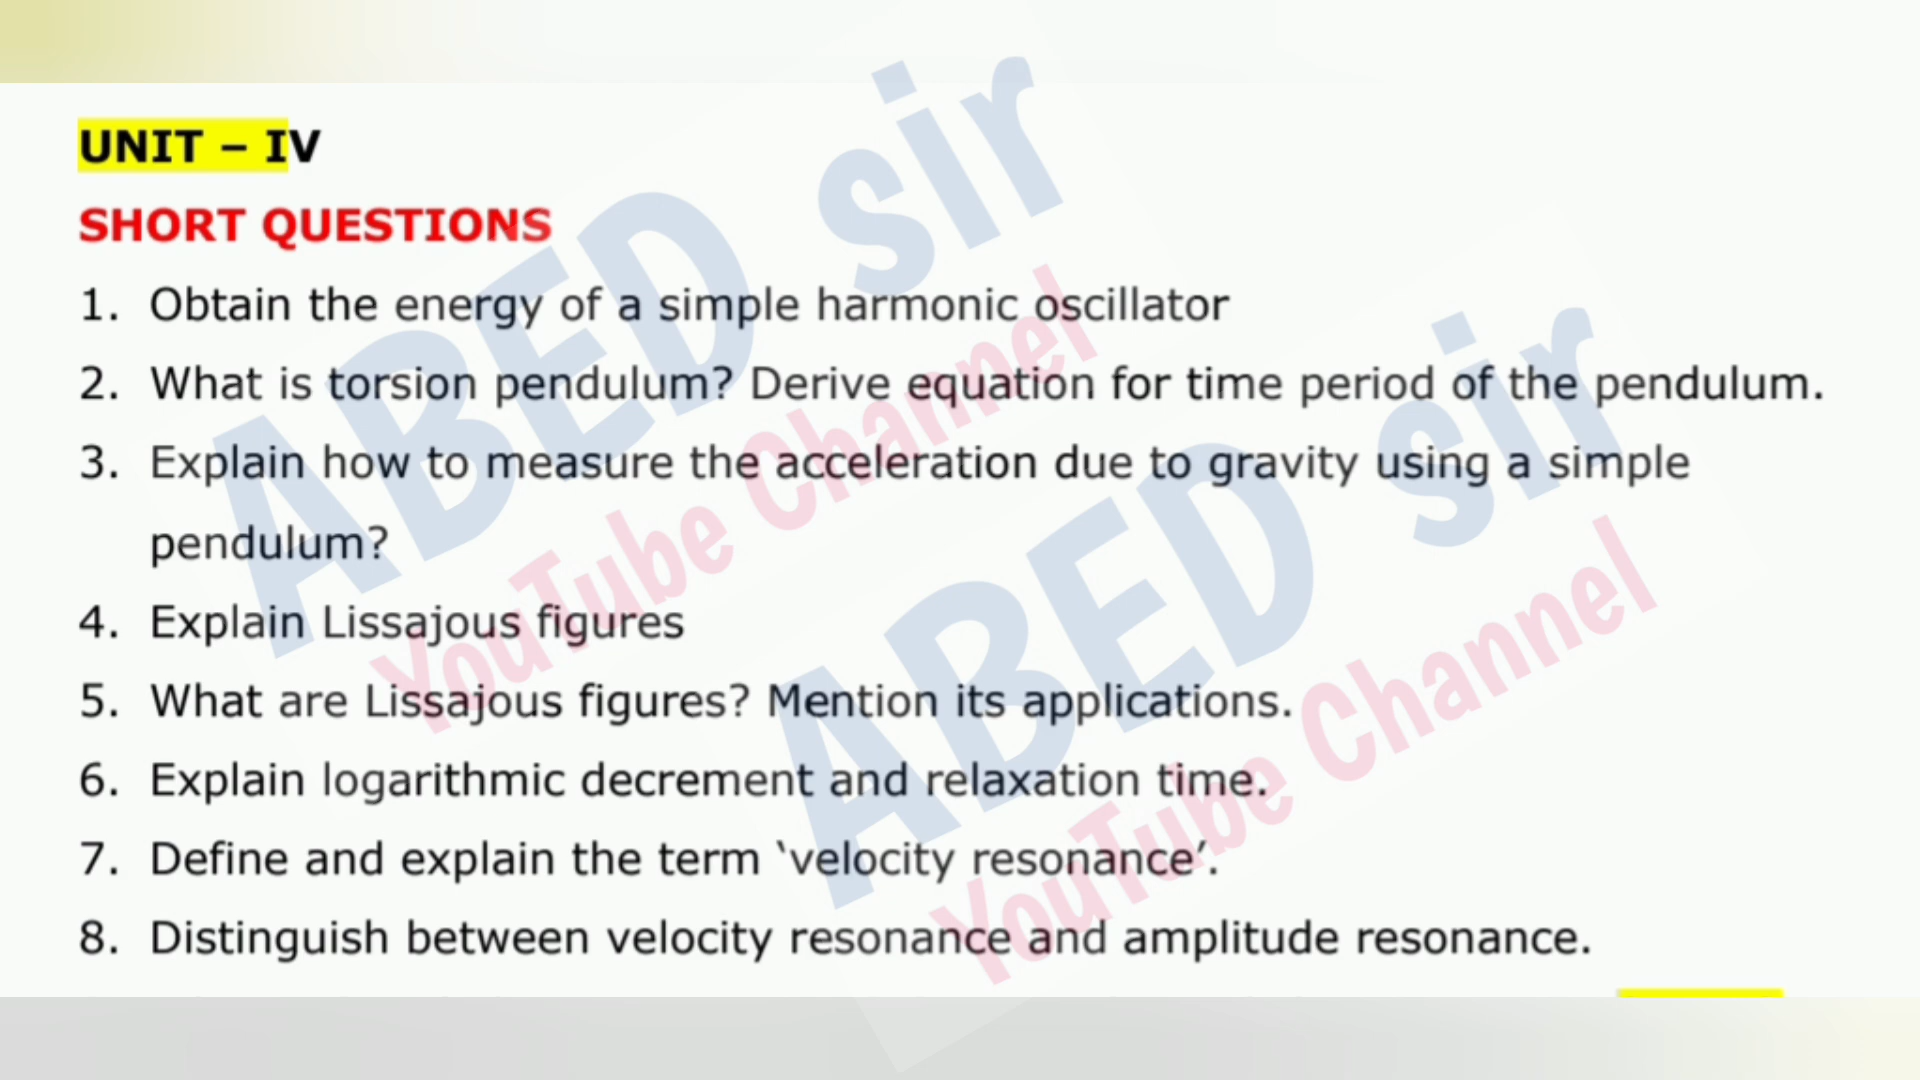 UNIT – IV
SHORT QUESTIONS
1. Obtain the energy of a simple harmonic oscillator
2. What is torsion pendulum? Derive equation for time period of the pendulum.
3. Explain how to measure the acceleration due to gravity using a simple
pendulum?
4. Explain Lissajous figures
5. What are Lissajous figures? Mention its applications.
6. Explain logarithmic decrement and relaxation time.
7. Define and explain the term ‘velocity resonance’.
8. Distinguish between velocity resonance and amplitude resonance.
ABED sir
YouTube Channel
ABED sir
YouTube Channel